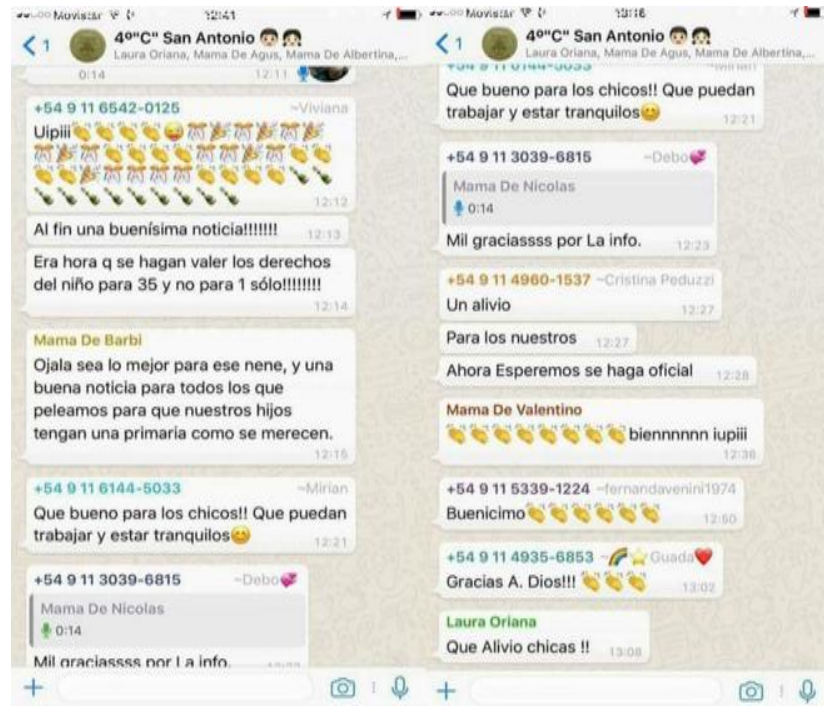 Movistar 12:41
1 4º"C" San Antonio
Laura Oriana, Mama De Agus, Mama De Albertina,...
0:14 12:11
+54 9 11 6542-0125 ~Viviana
Uipiii
12:12
Al fin una buenísima noticia!!!!!!! 12:13
Era hora q se hagan valer los derechos
del niño para 35 y no para 1 sólo!!!!!!!!
12:14
Mama De Barbi
Ojala sea lo mejor para ese nene, y una
buena noticia para todos los que
peleamos para que nuestros hijos
tengan una primaria como se merecen.
12:15
+54 9 11 6144-5033 ~Mirian
Que bueno para los chicos!! Que puedan
trabajar y estar tranquilos
12:21
+54 9 11 3039-6815 ~Debo
Mama De Nicolas
0:14
Mil graciassss por La info.
Movistar
1 4º"C" San Antonio
Laura Oriana, Mama De Agus, Mama De Albertina,...
+54 9 11 6144-5033 ~Mirian
Que bueno para los chicos!! Que puedan
trabajar y estar tranquilos
12:21
+54 9 11 3039-6815 ~Debo
Mama De Nicolas
0:14
Mil graciassss por La info. 12:23
+54 9 11 4960-1537 ~Cristina Peduzzi
Un alivio 12:27
Para los nuestros 12:27
Ahora Esperemos se haga oficial 12:28
Mama De Valentino
biennnnnn iupiii
+54 9 11 5339-1224 ~fernandavenini1974
Buenicimo
+54 9 11 4935-6853 ~Guada
Gracias A. Dios!!! 13:02
Laura Oriana
Que Alivio chicas !! 13:08